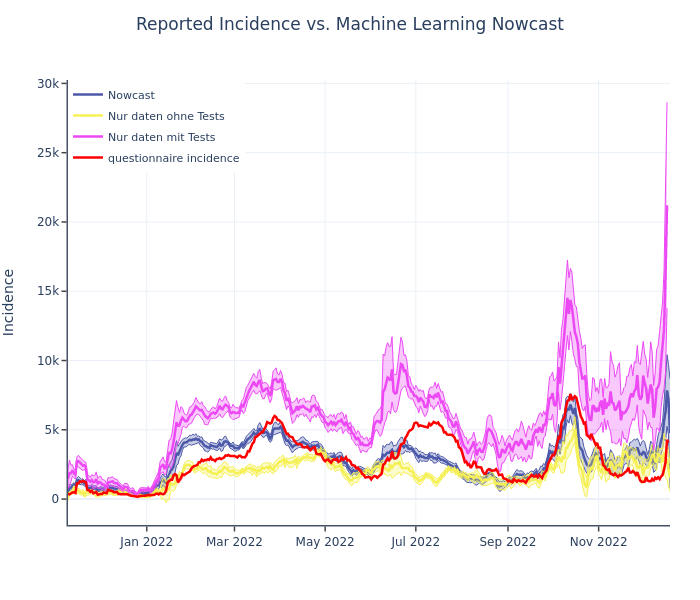 Reported Incidence vs. Machine Learning Nowcast
30k
25k
20k
15k
10k
5k
0
Incidence
Nowcast
Nur daten ohne Tests
Nur daten mit Tests
questionnaire incidence
Jan 2022
Mar 2022
May 2022
Jul 2022
Sep 2022
Nov 2022